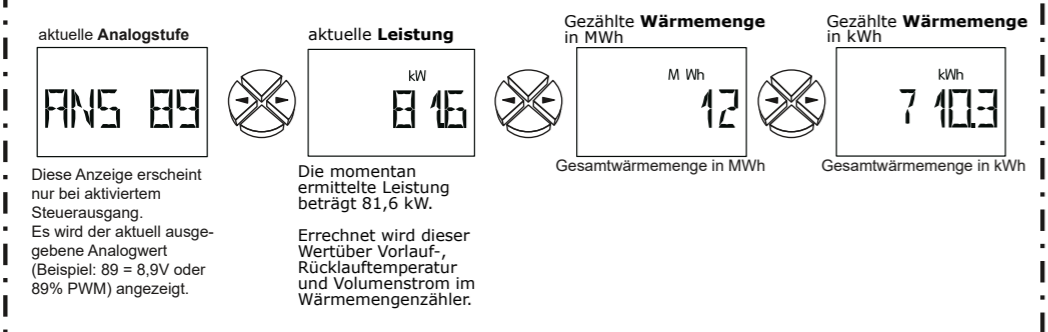 aktuelle Analogstufe
ANS 89
Diese Anzeige erscheint
nur bei aktiviertem
Steuerausgang.
Es wird der aktuell ausge-
gebene Analogwert
(Beispiel: 89 = 8,9V oder
89% PWM) angezeigt.
aktuelle Leistung
kW
81.6
Die momentan
ermittelte Leistung
beträgt 81,6 kW.
Errechnet wird dieser
Wertüber Vorlauf-,
Rücklauftemperatur
und Volumenstrom im
Wärmemengenzähler.
Gezählte Wärmemenge
in MWh
M Wh
12
Gesamtwärmemenge in MWh
Gezählte Wärmemenge
in kWh
kWh
710.3
Gesamtwärmemenge in kWh